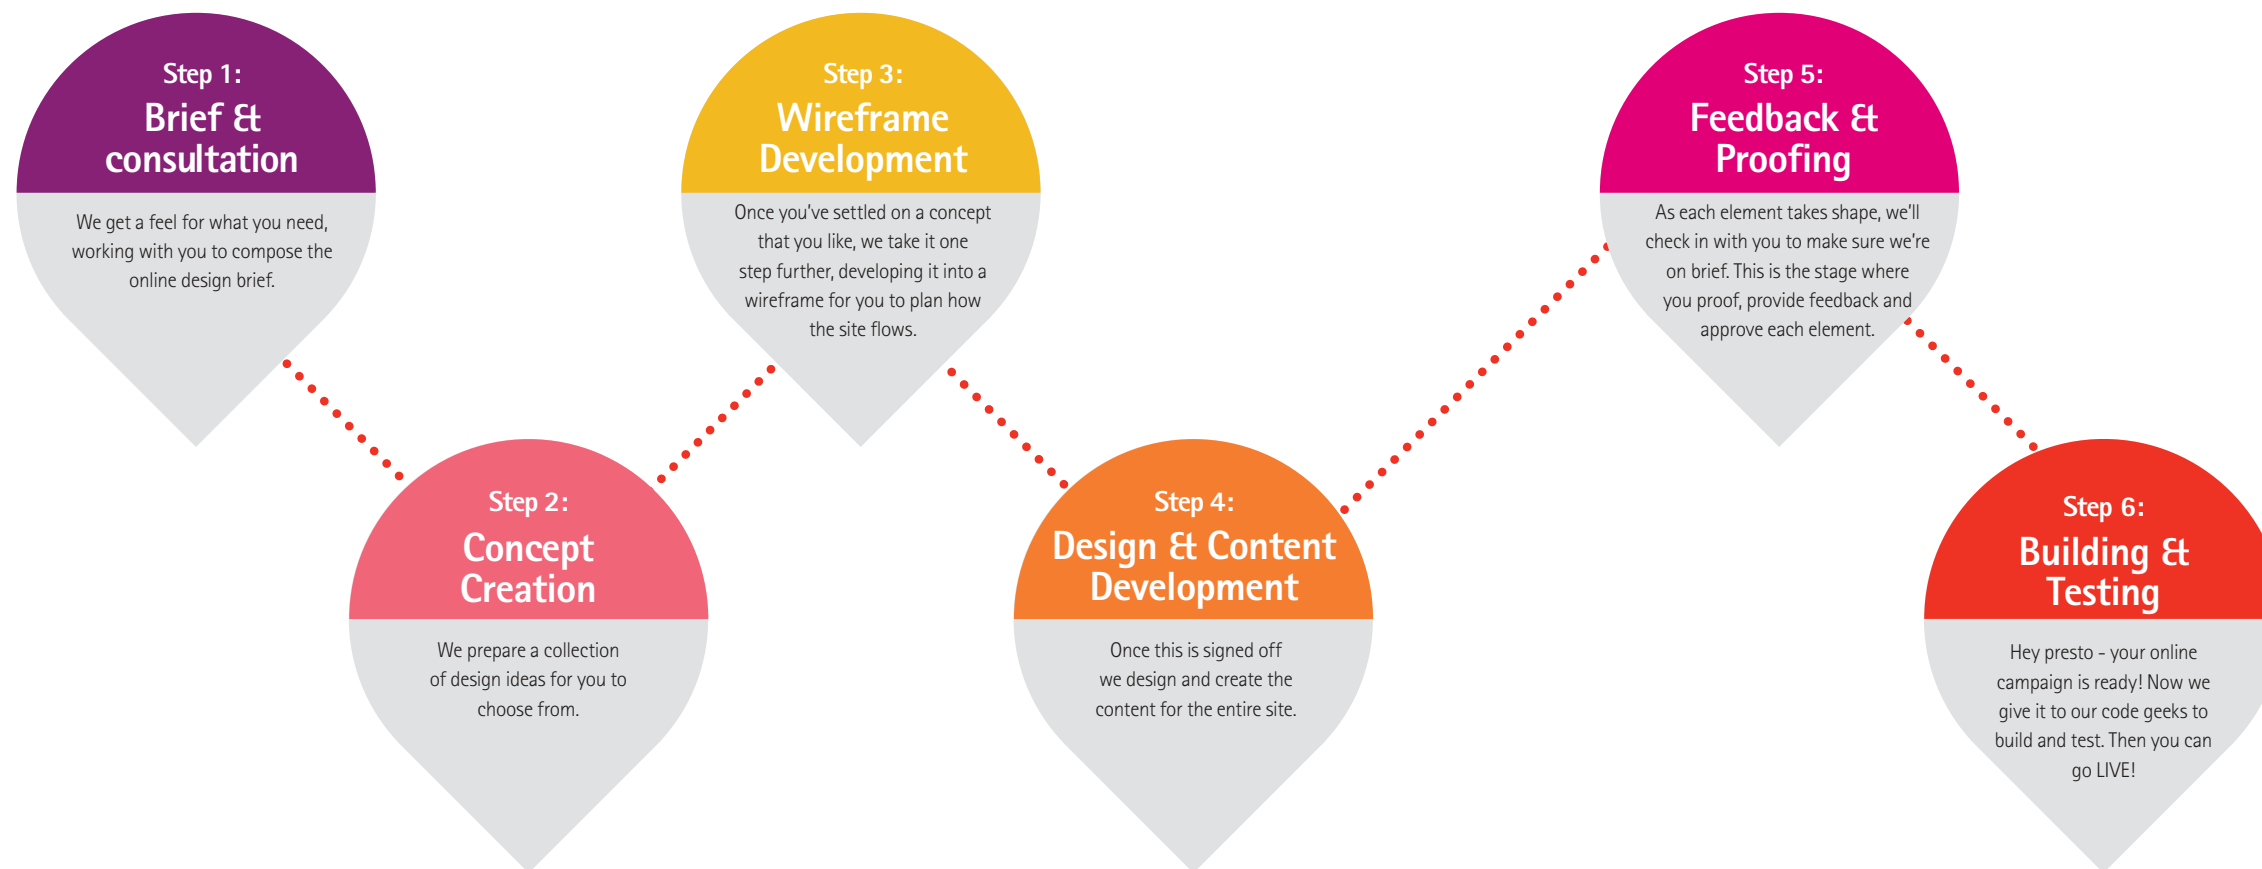 Step 1:
Brief &
consultation
We get a feel for what you need,
working with you to compose the
online design brief.
Step 2:
Concept
Creation
We prepare a collection
of design ideas for you to
choose from.
Step 3:
Wireframe
Development
Once you've settled on a concept
that you like, we take it one
step further, developing it into a
wireframe for you to plan how
the site flows.
Step 4:
Design & Content
Development
Once this is signed off
we design and create the
content for the entire site.
Step 5:
Feedback &
Proofing
As each element takes shape, we'll
check in with you to make sure we're
on brief. This is the stage where
you proof, provide feedback and
approve each element.
Step 6:
Building &
Testing
Hey presto - your online
campaign is ready! Now we
give it to our code geeks to
build and test. Then you can
go LIVE!